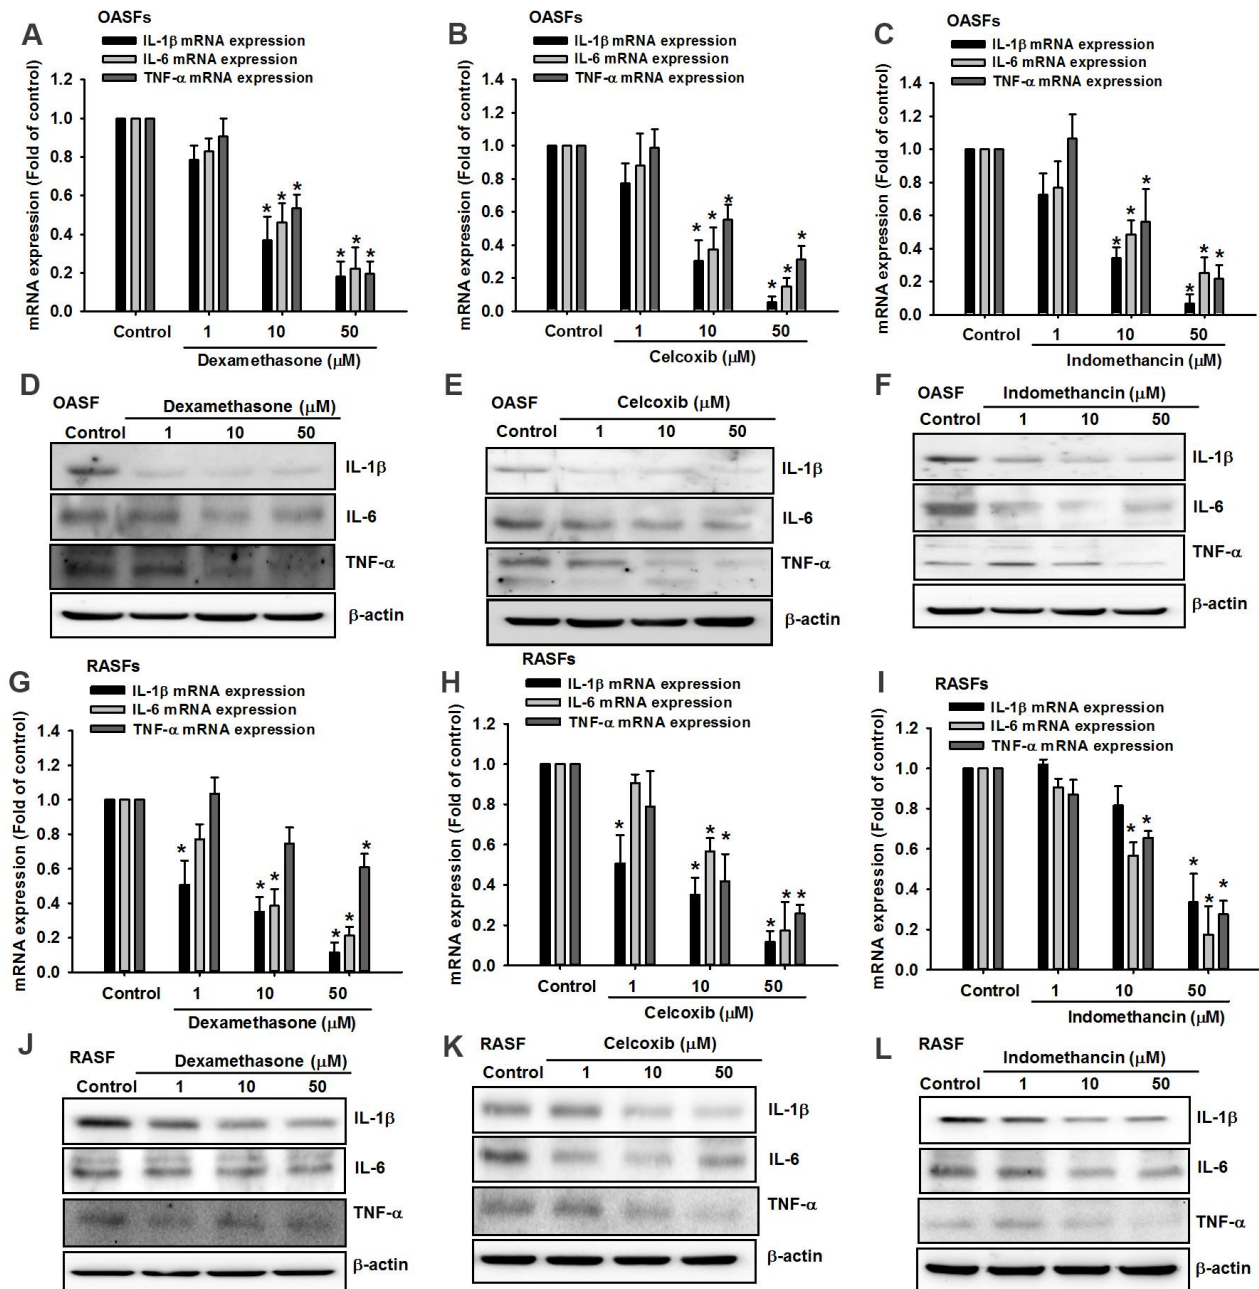 A
OASFs
IL-1β mRNA expression
IL-6 mRNA expression
TNF-α mRNA expression
mRNA expression (Fold of control)
1.2
1.0
0.8
0.6
0.4
0.2
0.0
* * *
* * *
Control 1 10 50
Dexamethasone (μM)
B
OASFs
IL-1β mRNA expression
IL-6 mRNA expression
TNF-α mRNA expression
mRNA expression (Fold of control)
1.4
1.2
1.0
0.8
0.6
0.4
0.2
0.0
* * *
* * *
Control 1 10 50
Celcoxib (μM)
C
OASFs
IL-1β mRNA expression
IL-6 mRNA expression
TNF-α mRNA expression
mRNA expression (Fold of control)
1.4
1.2
1.0
0.8
0.6
0.4
0.2
0.0
* * *
* * *
Control 1 10 50
Indomethancin (μM)
D
OASF Dexamethasone (μM)
Control 1 10 50
IL-1β
IL-6
TNF-α
β-actin
E
OASF Celcoxib (μM)
Control 1 10 50
IL-1β
IL-6
TNF-α
β-actin
F
OASF Indomethancin (μM)
Control 1 10 50
IL-1β
IL-6
TNF-α
β-actin
G
RASFs
IL-1β mRNA expression
IL-6 mRNA expression
TNF-α mRNA expression
mRNA expression (Fold of control)
1.4
1.2
1.0
0.8
0.6
0.4
0.2
0.0
*
* *
* * *
Control 1 10 50
Dexamethasone (μM)
H
RASFs
IL-1β mRNA expression
IL-6 mRNA expression
TNF-α mRNA expression
mRNA expression (Fold of control)
1.2
1.0
0.8
0.6
0.4
0.2
0.0
*
* * *
* * *
Control 1 10 50
Celcoxib (μM)
I
RASFs
IL-1β mRNA expression
IL-6 mRNA expression
TNF-α mRNA expression
mRNA expression (Fold of control)
1.2
1.0
0.8
0.6
0.4
0.2
0.0
* *
* * *
Control 1 10 50
Indomethancin (μM)
J
RASF Dexamethasone (μM)
Control 1 10 50
IL-1β
IL-6
TNF-α
β-actin
K
RASF Celcoxib (μM)
Control 1 10 50
IL-1β
IL-6
TNF-α
β-actin
L
RASF Indomethancin (μM)
Control 1 10 50
IL-1β
IL-6
TNF-α
β-actin